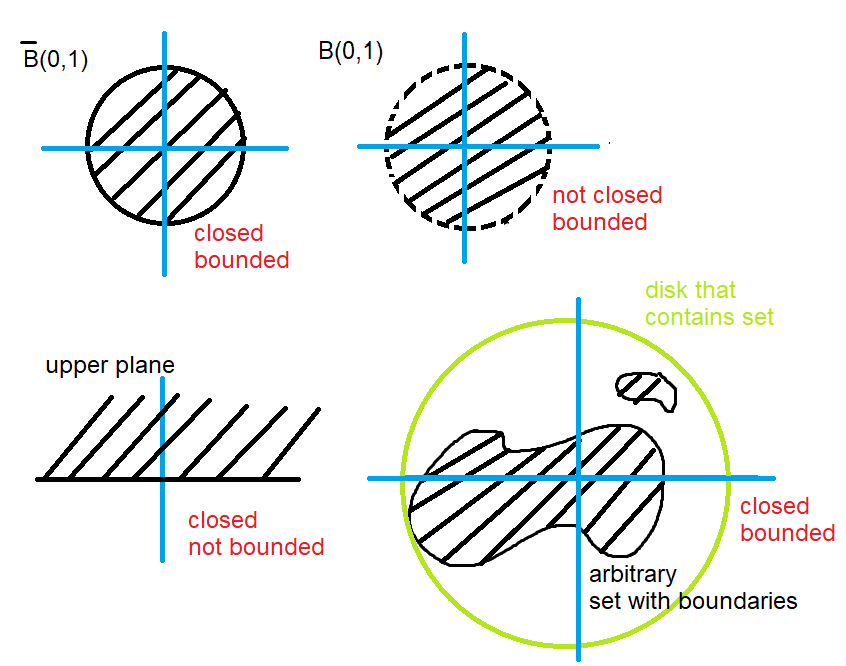 B̅(0,1)
B(0,1)
closed
bounded
not closed
bounded
upper plane
closed
not bounded
disk that
contains set
closed
bounded
arbitrary
set with boundaries